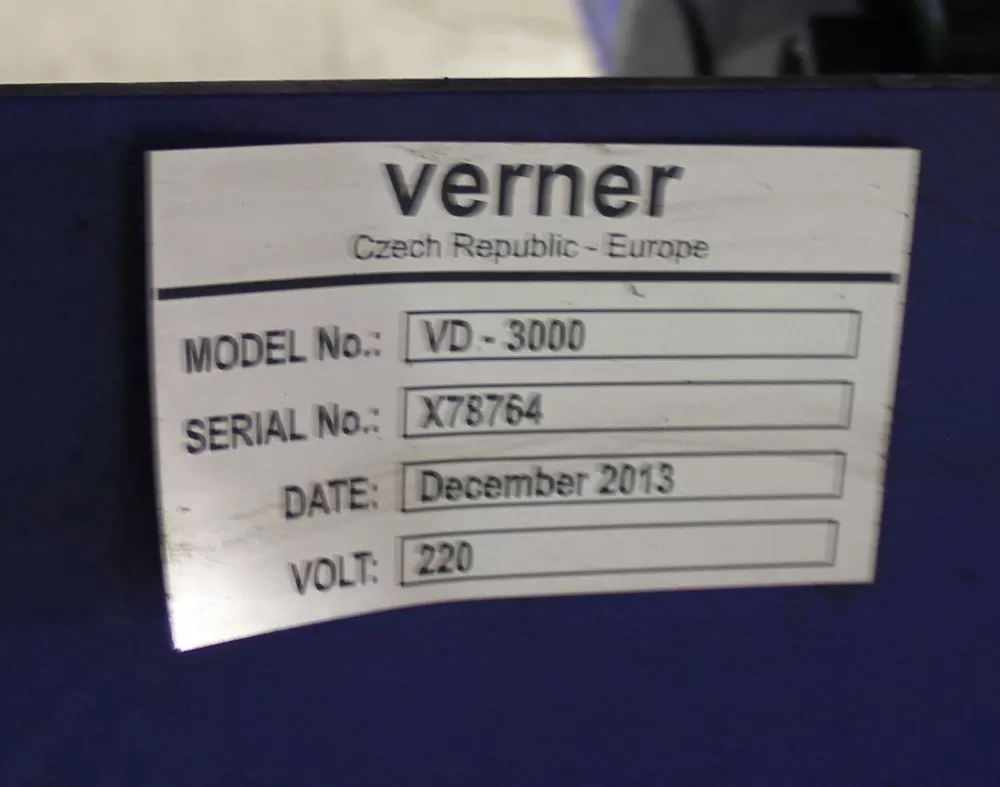 verner
Czech Republic - Europe
MODEL No.: VD - 3000
SERIAL No.: X78764
DATE: December 2013
VOLT: 220